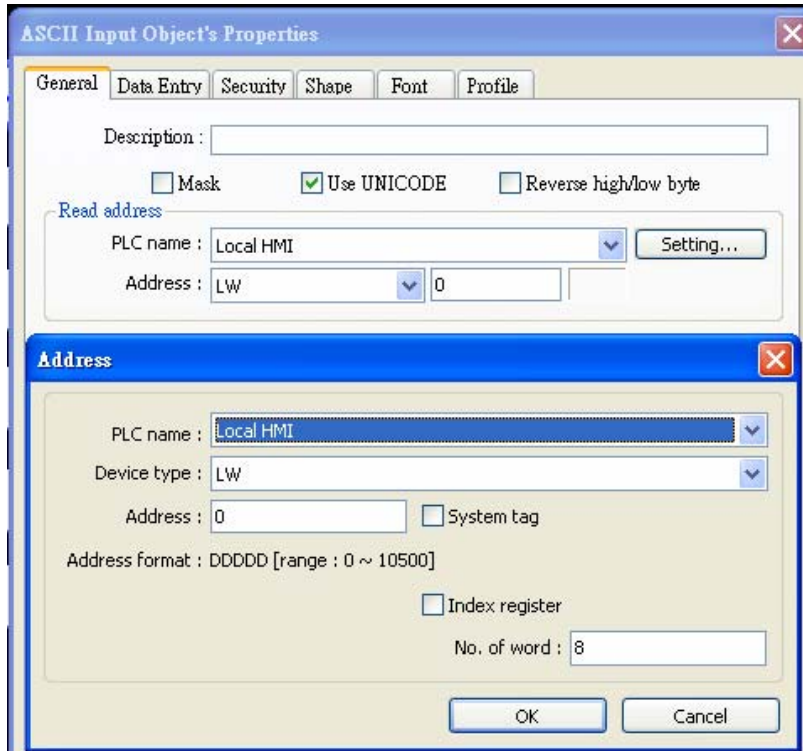 ASCII Input Object's Properties
General Data Entry Security Shape Font Profile
Description :
Mask Use UNICODE Reverse high/low byte
Read address
PLC name : Local HMI Setting...
Address : LW 0
Address
PLC name : Local HMI
Device type : LW
Address : 0 System tag
Address format : DDDDD [range : 0 ~ 10500]
Index register
No. of word : 8
OK Cancel